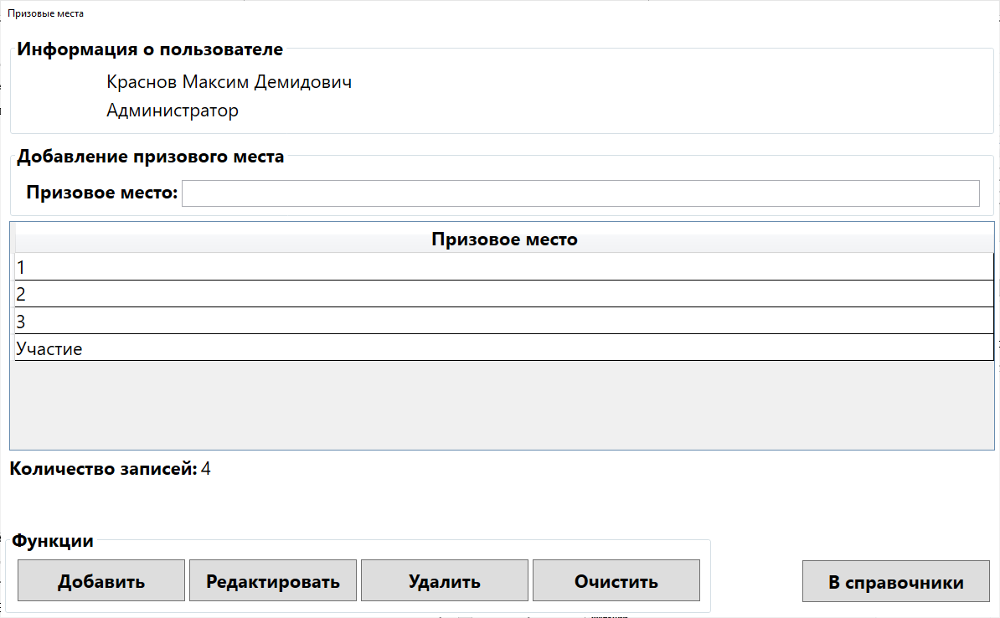 Призовые места
Информация о пользователе
Краснов Максим Демидович
Администратор
Добавление призового места
Призовое место:
Призовое место
1
2
3
Участие
Количество записей: 4
Функции
Добавить Редактировать Удалить Очистить В справочники